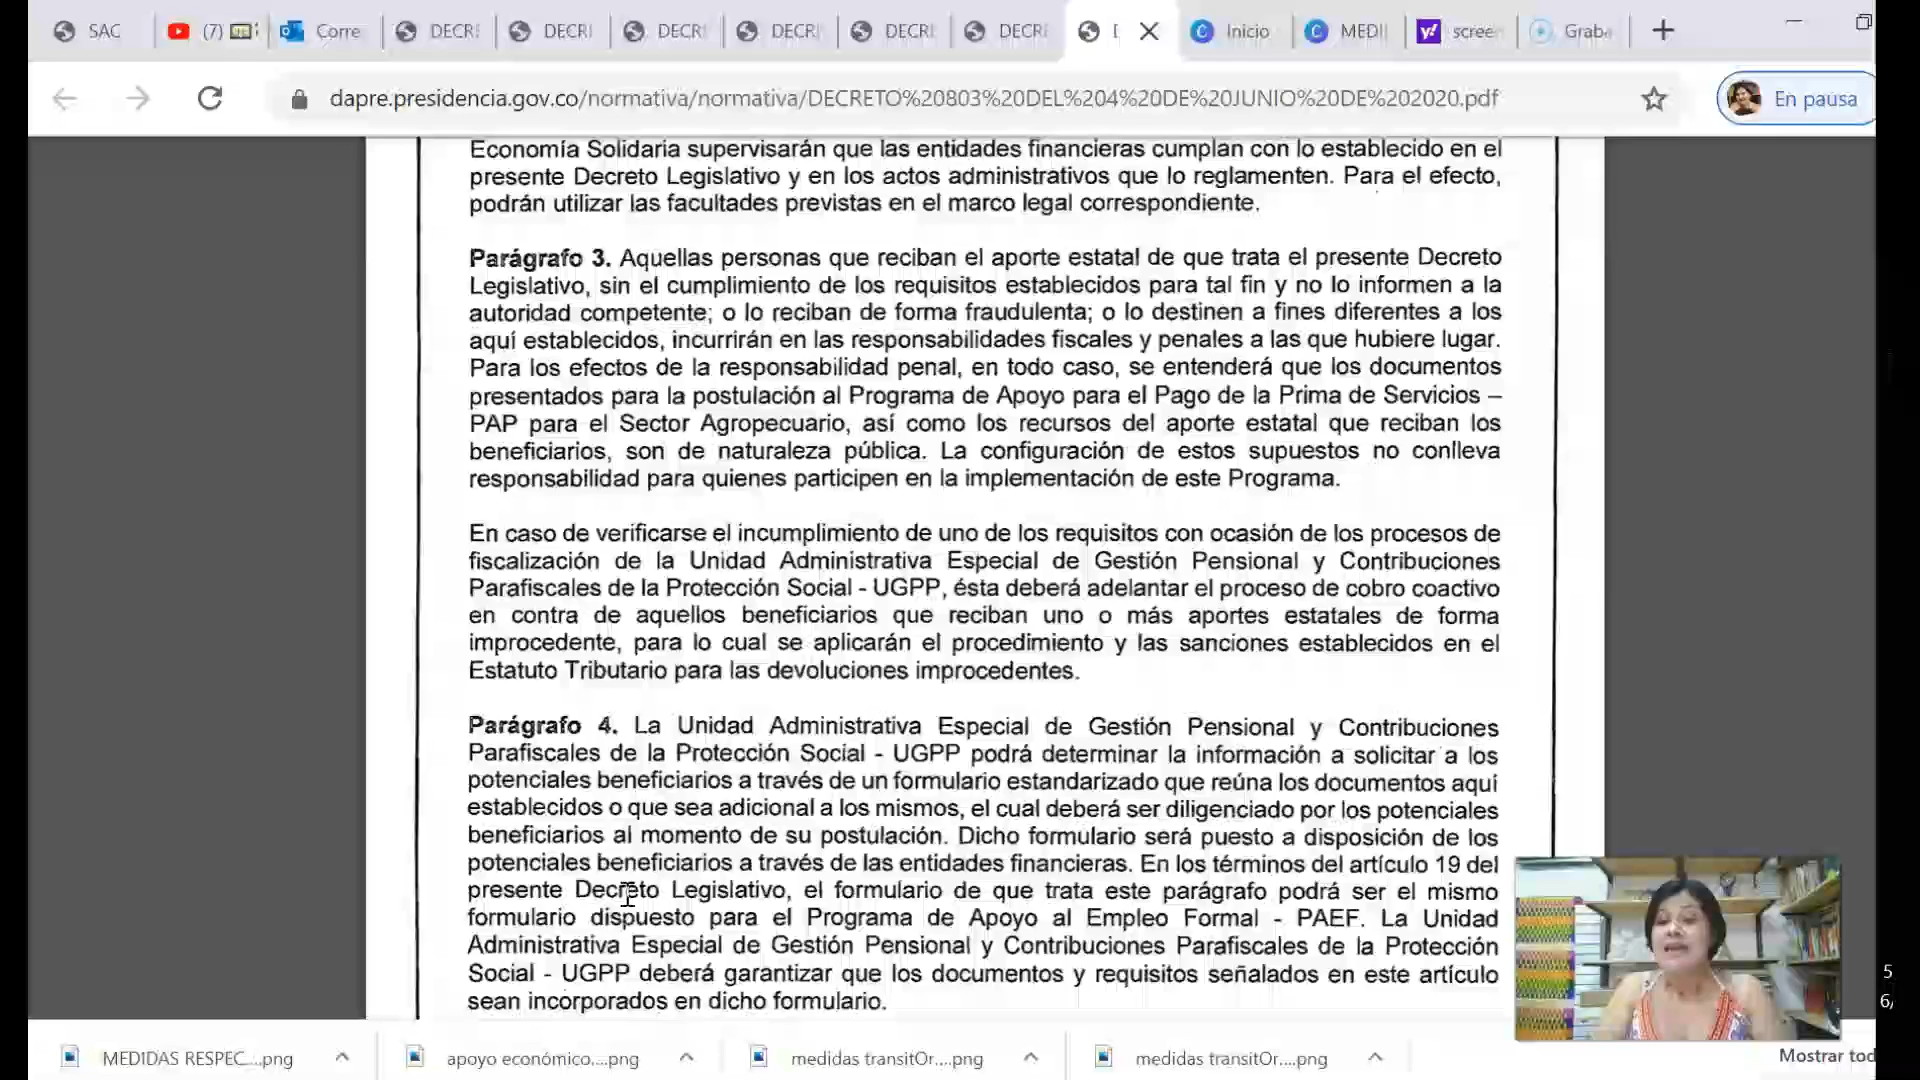 SAC
(7)
Corre
DECRE
DECRE
DECRE
DECRE
DECRE
DECRE
Inicio
MEDI
scree
Graba
dapre.presidencia.gov.co/normativa/normativa/DECRETO%20803%20DEL%204%20DE%20JUNIO%20DE%202020.pdf
En pausa
Economía Solidaria supervisarán que las entidades financieras cumplan con lo establecido en el
presente Decreto Legislativo y en los actos administrativos que lo reglamenten. Para el efecto,
podrán utilizar las facultades previstas en el marco legal correspondiente.
Parágrafo 3. Aquellas personas que reciban el aporte estatal de que trata el presente Decreto
Legislativo, sin el cumplimiento de los requisitos establecidos para tal fin y no lo informen a la
autoridad competente; o lo reciban de forma fraudulenta; o lo destinen a fines diferentes a los
aquí establecidos, incurrirán en las responsabilidades fiscales y penales a las que hubiere lugar.
Para los efectos de la responsabilidad penal, en todo caso, se entenderá que los documentos
presentados para la postulación al Programa de Apoyo para el Pago de la Prima de Servicios –
PAP para el Sector Agropecuario, así como los recursos del aporte estatal que reciban los
beneficiarios, son de naturaleza pública. La configuración de estos supuestos no conlleva
responsabilidad para quienes participen en la implementación de este Programa.
En caso de verificarse el incumplimiento de uno de los requisitos con ocasión de los procesos de
fiscalización de la Unidad Administrativa Especial de Gestión Pensional y Contribuciones
Parafiscales de la Protección Social - UGPP, ésta deberá adelantar el proceso de cobro coactivo
en contra de aquellos beneficiarios que reciban uno o más aportes estatales de forma
improcedente, para lo cual se aplicarán el procedimiento y las sanciones establecidos en el
Estatuto Tributario para las devoluciones improcedentes.
Parágrafo 4. La Unidad Administrativa Especial de Gestión Pensional y Contribuciones
Parafiscales de la Protección Social - UGPP podrá determinar la información a solicitar a los
potenciales beneficiarios a través de un formulario estandarizado que reúna los documentos aquí
establecidos o que sea adicional a los mismos, el cual deberá ser diligenciado por los potenciales
beneficiarios al momento de su postulación. Dicho formulario será puesto a disposición de los
potenciales beneficiarios a través de las entidades financieras. En los términos del artículo 19 del
presente Decreto Legislativo, el formulario de que trata este parágrafo podrá ser el mismo
formulario dispuesto para el Programa de Apoyo al Empleo Formal - PAEF. La Unidad
Administrativa Especial de Gestión Pensional y Contribuciones Parafiscales de la Protección
Social - UGPP deberá garantizar que los documentos y requisitos señalados en este artículo
sean incorporados en dicho formulario.
5
6/
MEDIDAS RESPEC....png
apoyo económico....png
medidas transitOr....png
medidas transitOr....png
Mostrar tod